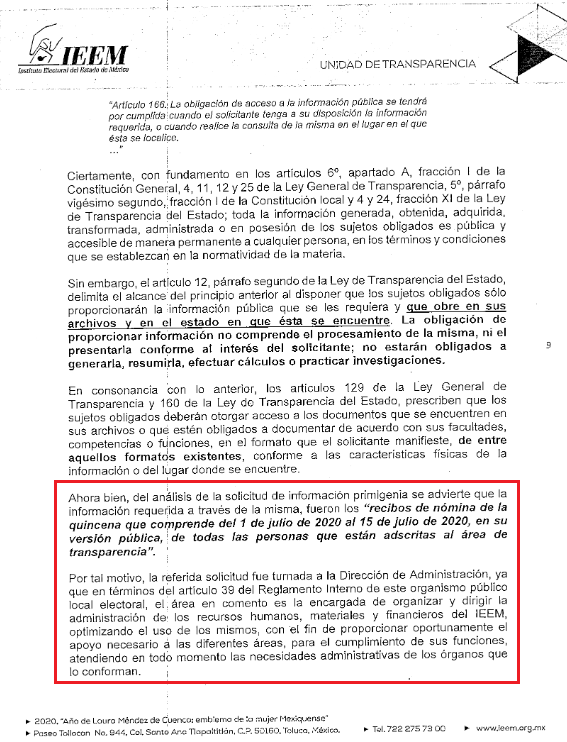 IEEM
Instituto Electoral del Estado de México
UNIDAD DE TRANSPARENCIA
"Artículo 166. La obligación de acceso a la información pública se tendrá
por cumplida cuando el solicitante tenga a su disposición la información
requerida, o cuando realice la consulta de la misma en el lugar en el que
ésta se localice.
..."
Ciertamente, con fundamento en los artículos 6º, apartado A, fracción I de la
Constitución General, 4, 11, 12 y 25 de la Ley General de Transparencia, 5º, párrafo
vigésimo segundo, fracción I de la Constitución local y 4 y 24, fracción XI de la Ley
de Transparencia del Estado; toda la información generada, obtenida, adquirida,
transformada, administrada o en posesión de los sujetos obligados es pública y
accesible de manera permanente a cualquier persona, en los términos y condiciones
que se establezcan en la normatividad de la materia.
Sin embargo, el artículo 12, párrafo segundo de la Ley de Transparencia del Estado,
delimita el alcance del principio anterior al disponer que los sujetos obligados sólo
proporcionarán la información pública que se les requiera y que obre en sus
archivos y en el estado en que ésta se encuentre. La obligación de
proporcionar información no comprende el procesamiento de la misma, ni el
presentarla conforme al interés del solicitante; no estarán obligados a
generarla, resumirla, efectuar cálculos o practicar investigaciones.
9
En consonancia con lo anterior, los artículos 129 de la Ley General de
Transparencia y 160 de la Ley de Transparencia del Estado, prescriben que los
sujetos obligados deberán otorgar acceso a los documentos que se encuentren en
sus archivos o que estén obligados a documentar de acuerdo con sus facultades,
competencias o funciones, en el formato que el solicitante manifieste, de entre
aquellos formatos existentes, conforme a las características físicas de la
información o del lugar donde se encuentre.
Ahora bien, del análisis de la solicitud de información primigenia se advierte que la
información requerida a través de la misma, fueron los "recibos de nómina de la
quincena que comprende del 1 de julio de 2020 al 15 de julio de 2020, en su
versión pública, de todas las personas que están adscritas al área de
transparencia".
Por tal motivo, la referida solicitud fue turnada a la Dirección de Administración, ya
que en términos del artículo 39 del Reglamento Interno de este organismo público
local electoral, el área en comento es la encargada de organizar y dirigir la
administración de los recursos humanos, materiales y financieros del IEEM,
optimizando el uso de los mismos, con el fin de proporcionar oportunamente el
apoyo necesario a las diferentes áreas, para el cumplimiento de sus funciones,
atendiendo en todo momento las necesidades administrativas de los órganos que
lo conforman.
▸ 2020, "Año de Laura Méndez de Cuenca; emblema de la mujer Mexiquense"
▸ Paseo Tollocan No. 944, Col. Santa Ana Tlapaltitlán, C.P. 50160, Toluca, México.
▸ Tel. 722 275 73 00
▸ www.ieem.org.mx